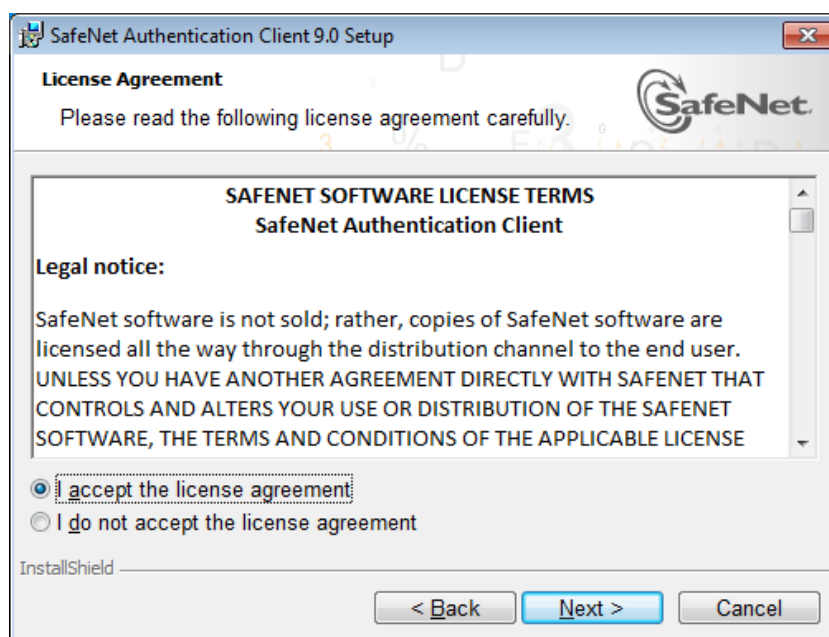 SafeNet Authentication Client 9.0 Setup
License Agreement
Please read the following license agreement carefully.
SafeNet.
SAFENET SOFTWARE LICENSE TERMS
SafeNet Authentication Client
Legal notice:
SafeNet software is not sold; rather, copies of SafeNet software are
licensed all the way through the distribution channel to the end user.
UNLESS YOU HAVE ANOTHER AGREEMENT DIRECTLY WITH SAFENET THAT
CONTROLS AND ALTERS YOUR USE OR DISTRIBUTION OF THE SAFENET
SOFTWARE, THE TERMS AND CONDITIONS OF THE APPLICABLE LICENSE
I accept the license agreement
I do not accept the license agreement
InstallShield
< Back
Next >
Cancel